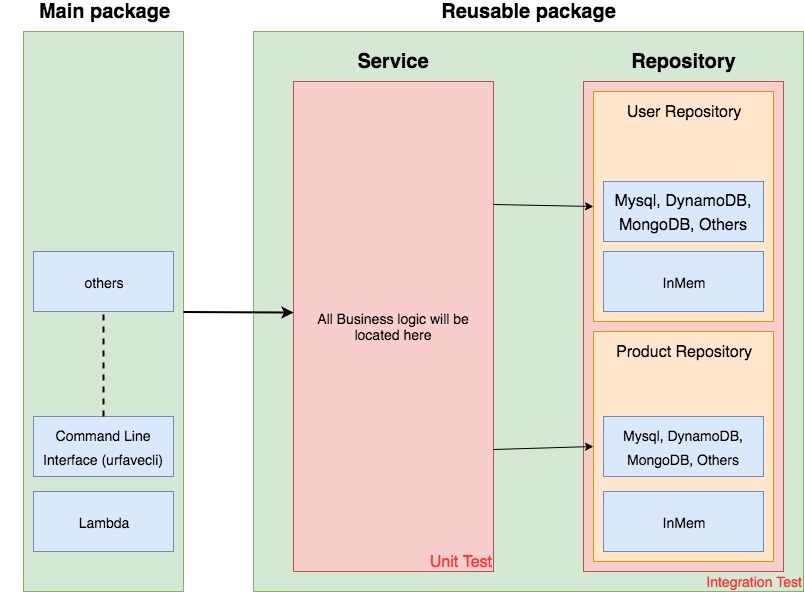 Main package
Reusable package
others
Command Line
Interface (urfavecli)
Lambda
Service
All Business logic will be
located here
Unit Test
Repository
User Repository
Mysql, DynamoDB,
MongoDB, Others
InMem
Product Repository
Mysql, DynamoDB,
MongoDB, Others
InMem
Integration Test